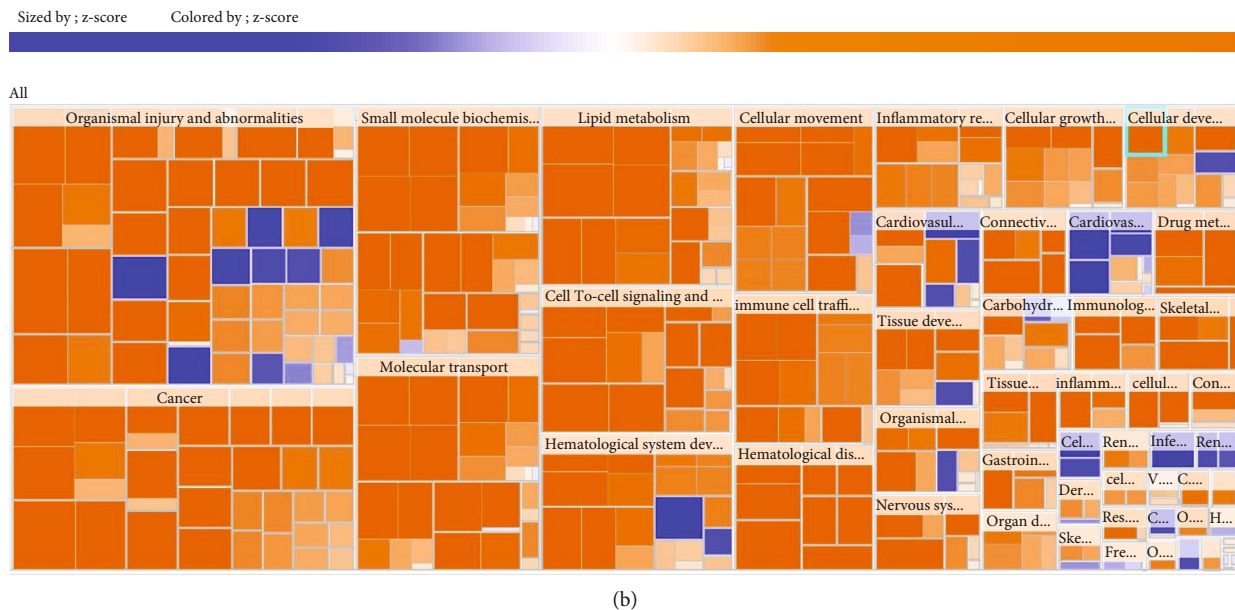 Sized by ; z-score Colored by ; z-score
All
Organismal injury and abnormalities
Small molecule biochemis...
Lipid metabolism
Cellular movement
Inflammatory re...
Cellular growth...
Cellular deve...
Cardiovasul...
Connectiv...
Cardiovas...
Drug met...
Cell To-cell signaling and ...
immune cell traffi...
Tissue deve...
Carbohydr...
Immunolog...
Skeletal...
Molecular transport
Cancer
Tissue...
inflamm...
cellul...
Con...
Organismal...
Hematological system dev...
Hematological dis...
Gastroin...
Cel...
Ren...
Infe...
Ren...
cel...
V....
C....
Der...
Nervous sys...
Organ d...
Res....
C...
O....
H...
Ske...
Fre...
O....
(b)